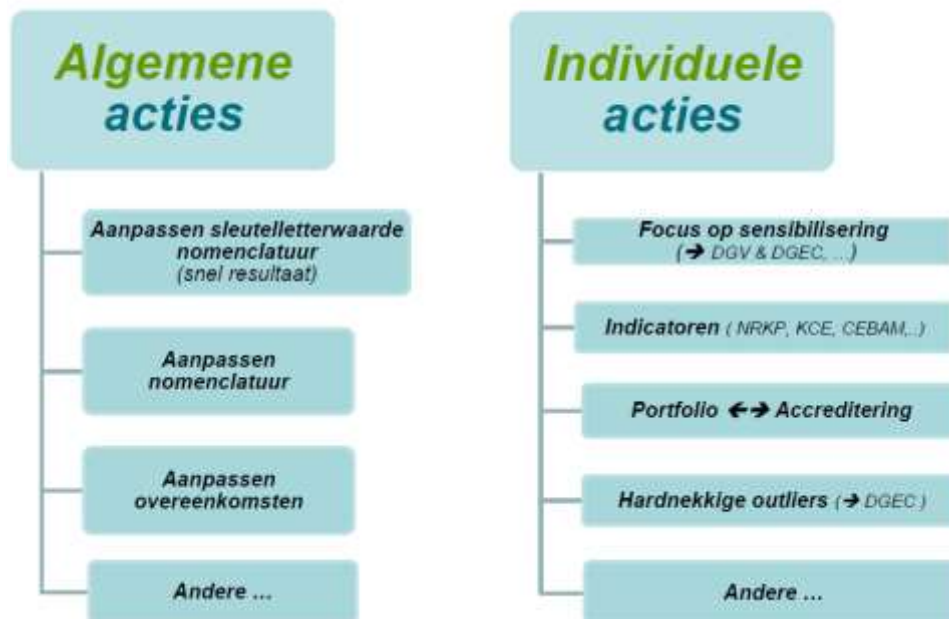 Algemene
acties
Aanpassen sleutelletterwaarde
nomenclatuur
(snel resultaat)
Aanpassen
nomenclatuur
Aanpassen
overeenkomsten
Andere ...
Individuele
acties
Focus op sensibilisering
(➔ DGV & DGEC, ...)
Indicatoren ( NRKP, KCE, CEBAM,..)
Portfolio ←➔ Accreditering
Hardnekkige outliers (➔ DGEC )
Andere ...